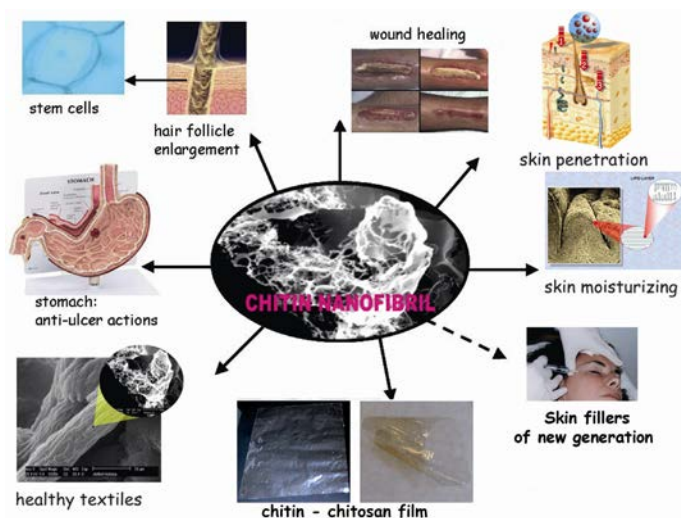 wound healing
stem cells
hair follicle
enlargement
skin penetration
STOMACH
CHITIN NANOFIBRIL
skin moisturizing
stomach:
anti-ulcer actions
Skin fillers
of new generation
healthy textiles
chitin - chitosan film